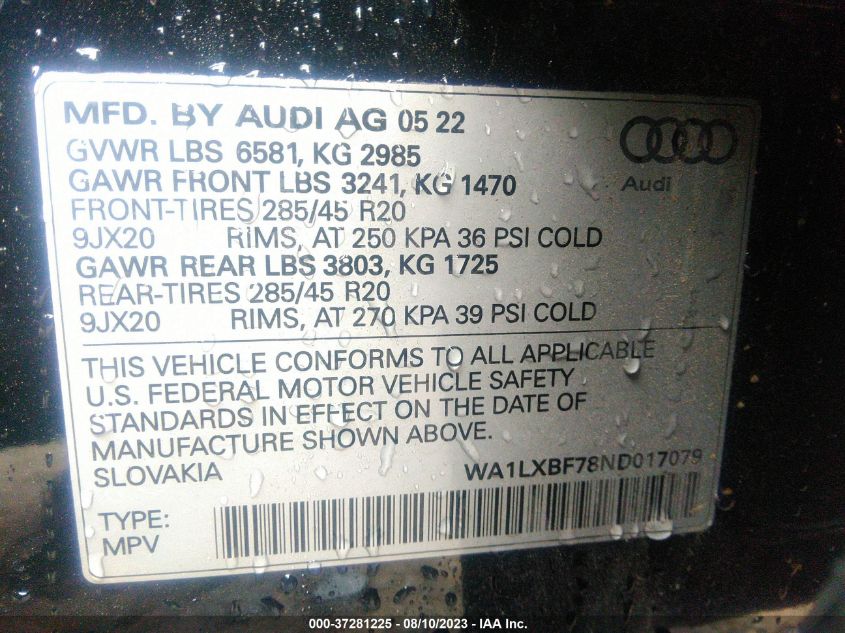 MFD. BY AUDI AG 05 22
GVWR LBS 6581, KG 2985
GAWR FRONT LBS 3241, KG 1470
FRONT-TIRES 285/45 R20
9JX20 RIMS, AT 250 KPA 36 PSI COLD
GAWR REAR LBS 3803, KG 1725
REAR-TIRES 285/45 R20
9JX20 RIMS, AT 270 KPA 39 PSI COLD
Audi
THIS VEHICLE CONFORMS TO ALL APPLICABLE
U.S. FEDERAL MOTOR VEHICLE SAFETY
STANDARDS IN EFFECT ON THE DATE OF
MANUFACTURE SHOWN ABOVE.
SLOVAKIA WA1LXBF78ND017079
TYPE:
MPV
000-37281225 - 08/10/2023 - IAA Inc.